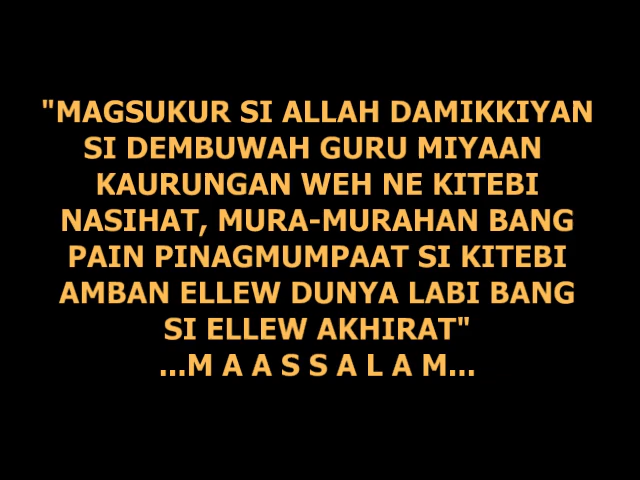 "MAGSUKUR SI ALLAH DAMIKKIYAN
SI DEMBUWAH GURU MIYAAN
KAURUNGAN WEH NE KITEBI
NASIHAT, MURA-MURAHAN BANG
PAIN PINAGMUMPAAT SI KITEBI
AMBAN ELLEW DUNYA LABI BANG
SI ELLEW AKHIRAT"
...M A A S S A L A M...